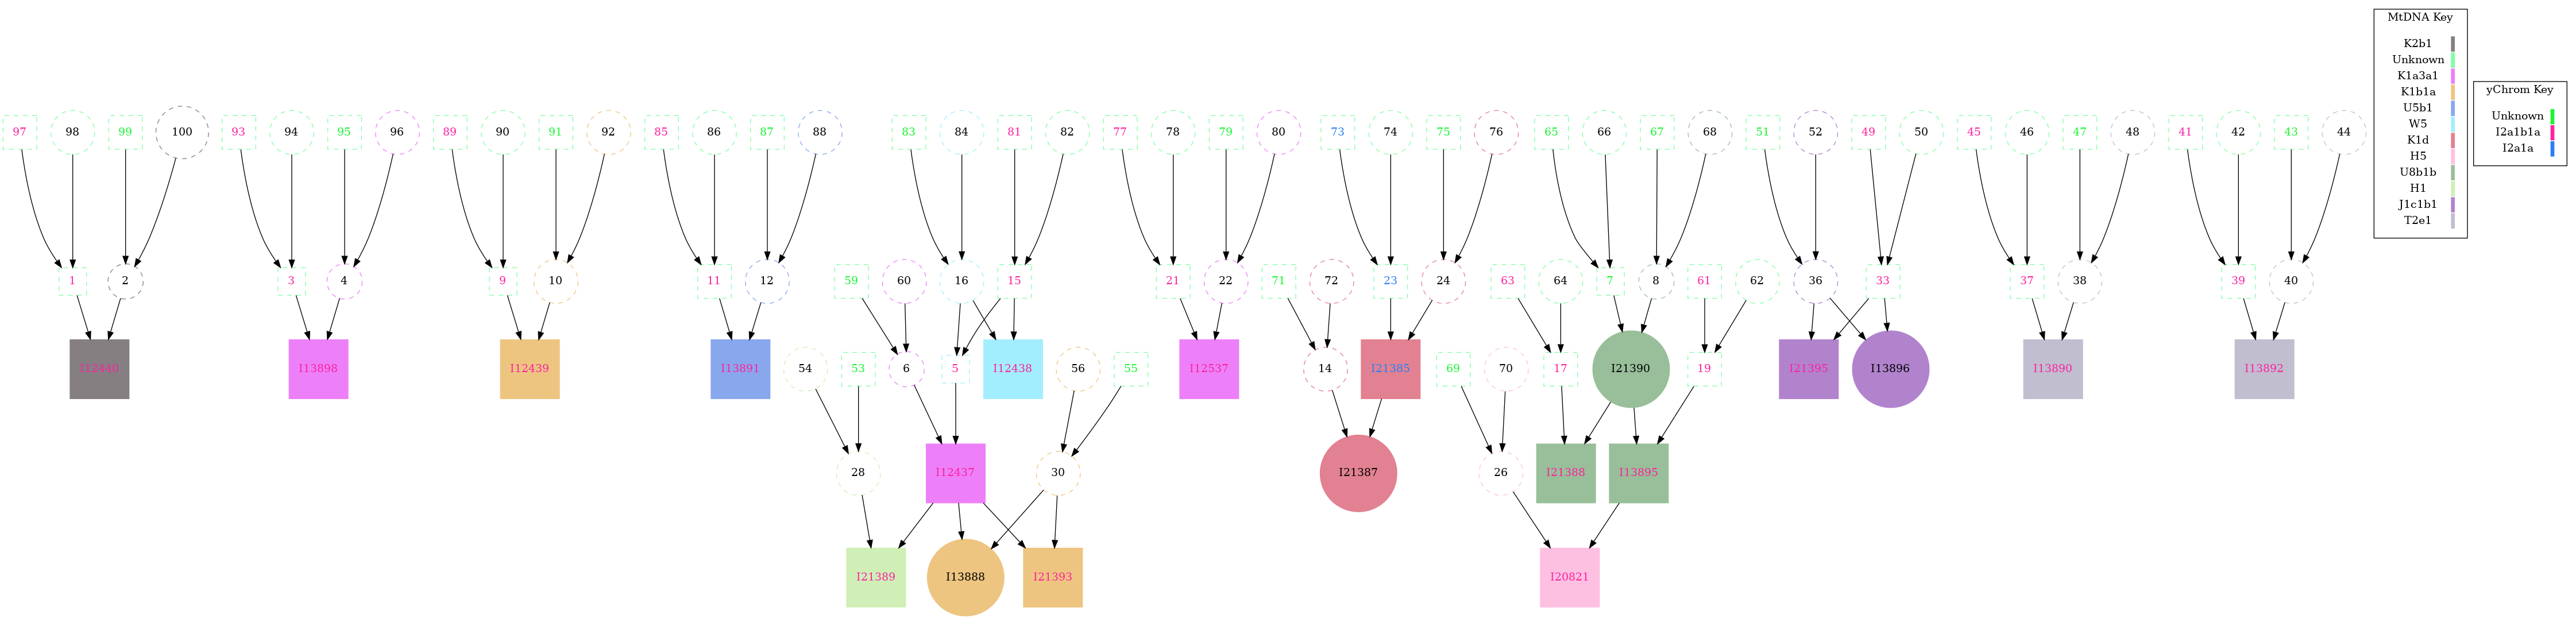 MtDNA Key
K2b1
Unknown
K1a3a1
K1b1a
U5b1
W5
K1d
H5
U8b1b
H1
J1c1b1
T2e1
yChrom Key
Unknown
I2a1b1a
I2a1a
97 98 99 100 93 94 95 96 89 90 91 92 85 86 87 88 83 84 81 82 77 78 79 80 73 74 75 76 65 66 67 68 51 52 49 50 45 46 47 48 41 42 43 44
1 2 3 4 9 10 11 12 59 60 16 15 21 22 71 72 23 24 63 64 7 8 61 62 36 33 37 38 39 40
I12440 I13898 I12439 I13891 54 53 6 5 I12438 56 55 I12537 14 I21385 69 70 17 I21390 19 I21395 I13896 I13890 I13892
28 I12437 30 I21387 26 I21388 I13895
I21389 I13888 I21393 I20821